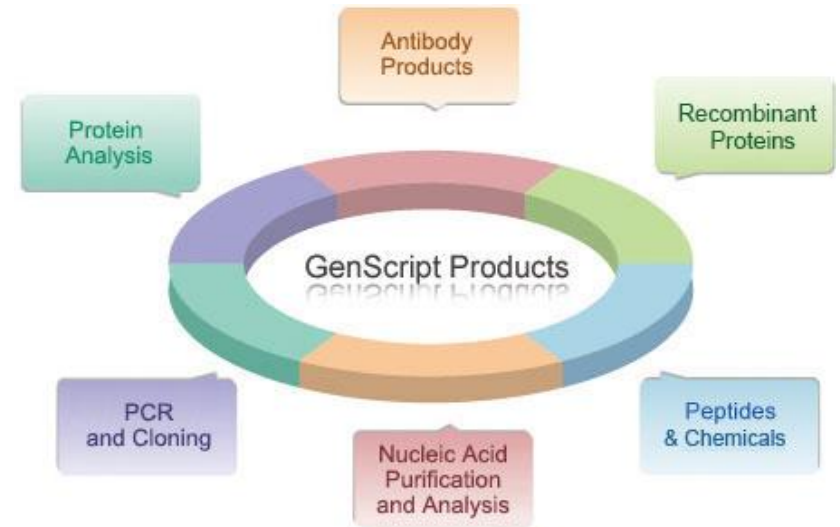 Antibody
Products
Protein
Analysis
Recombinant
Proteins
GenScript Products
PCR
and Cloning
Nucleic Acid
Purification
and Analysis
Peptides
& Chemicals